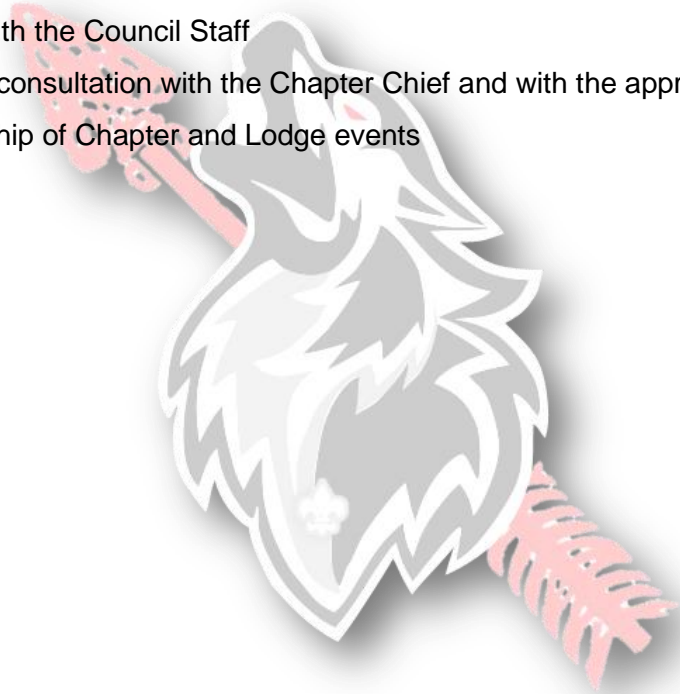 th the Council Staff
consultation with the Chapter Chief and with the appr
hip of Chapter and Lodge events